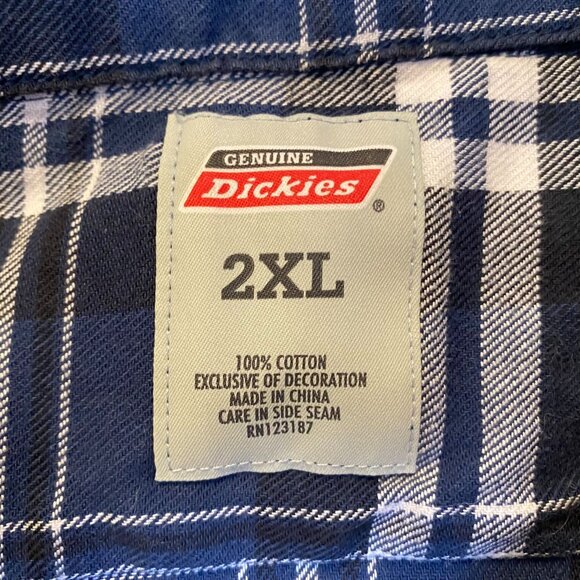 GENUINE
Dickies®
2XL
100% COTTON
EXCLUSIVE OF DECORATION
MADE IN CHINA
CARE IN SIDE SEAM
RN123187